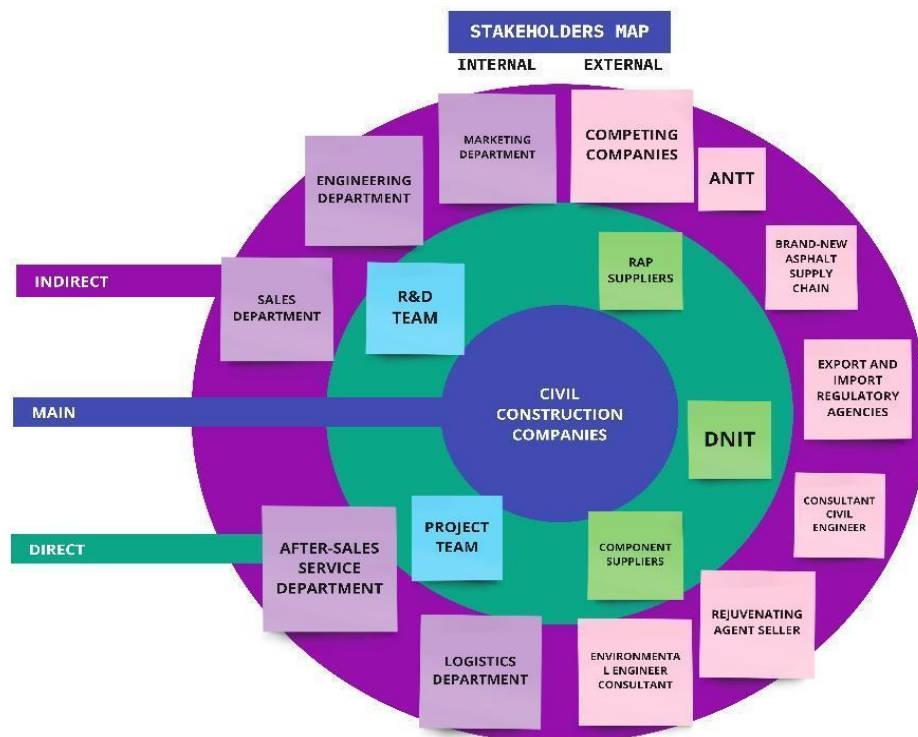 STAKEHOLDERS MAP
INTERNAL EXTERNAL
MARKETING
DEPARTMENT
COMPETING
COMPANIES
ENGINEERING
DEPARTMENT
ANTT
BRAND-NEW
ASPHALT
SUPPLY
CHAIN
RAP
SUPPLIERS
INDIRECT
SALES
DEPARTMENT
R&D
TEAM
EXPORT AND
IMPORT
REGULATORY
AGENCIES
MAIN
CIVIL
CONSTRUCTION
COMPANIES
DNIT
CONSULTANT
CIVIL
ENGINEER
DIRECT
AFTER-SALES
SERVICE
DEPARTMENT
PROJECT
TEAM
COMPONENT
SUPPLIERS
REJUVENATING
AGENT SELLER
LOGISTICS
DEPARTMENT
ENVIRONMENTA
L ENGINEER
CONSULTANT